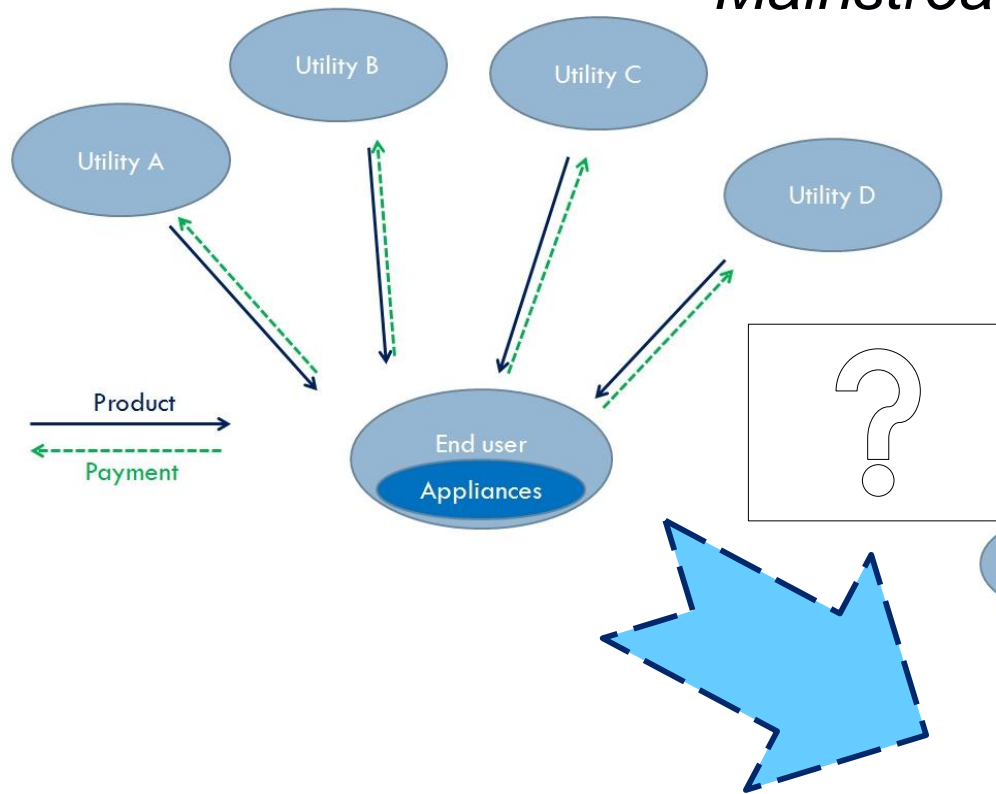 Utility B
Utility C
Utility A
Utility D
Product
Payment
End user
Appliances